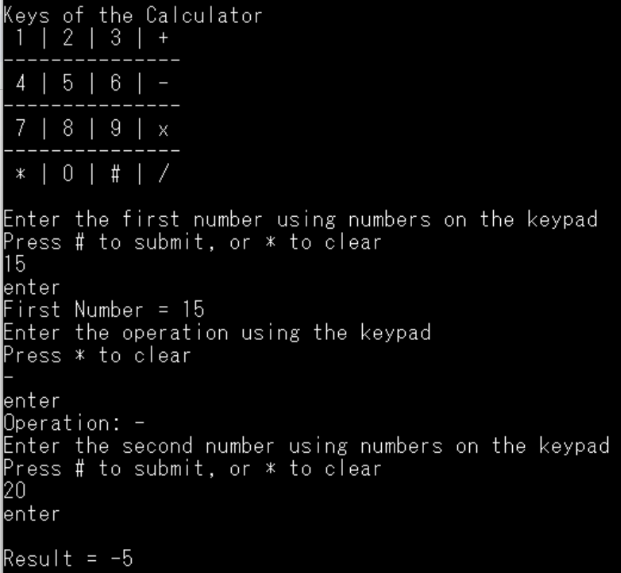 Keys of the Calculator
1 | 2 | 3 | +
---------------
4 | 5 | 6 | -
---------------
7 | 8 | 9 | x
---------------
* | 0 | # | /
Enter the first number using numbers on the keypad
Press # to submit, or * to clear
15
enter
First Number = 15
Enter the operation using the keypad
Press * to clear
-
enter
Operation: -
Enter the second number using numbers on the keypad
Press # to submit, or * to clear
20
enter
Result = -5